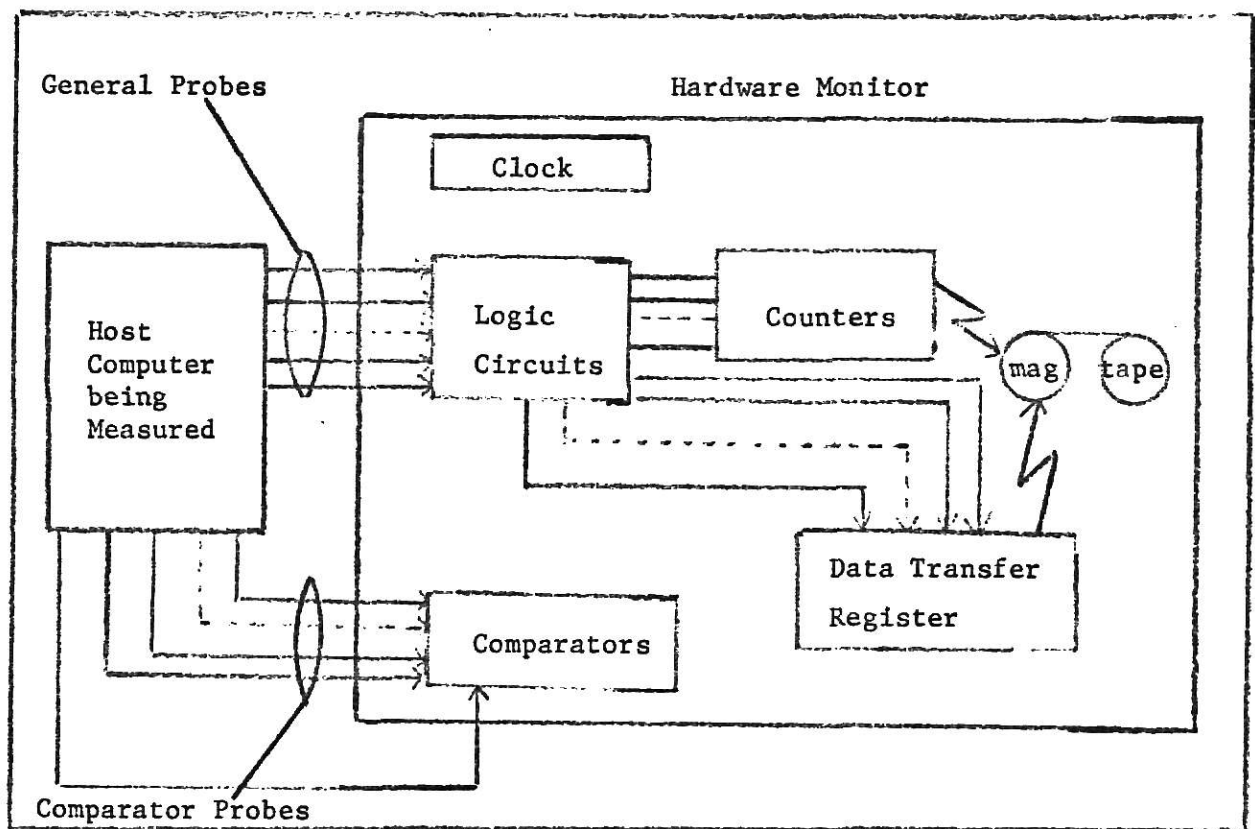 General Probes
Hardware Monitor
Clock
Host
Computer
being
Measured
Logic
Circuits
Counters
mag
tape
Data Transfer
Register
Comparators
Comparator Probes